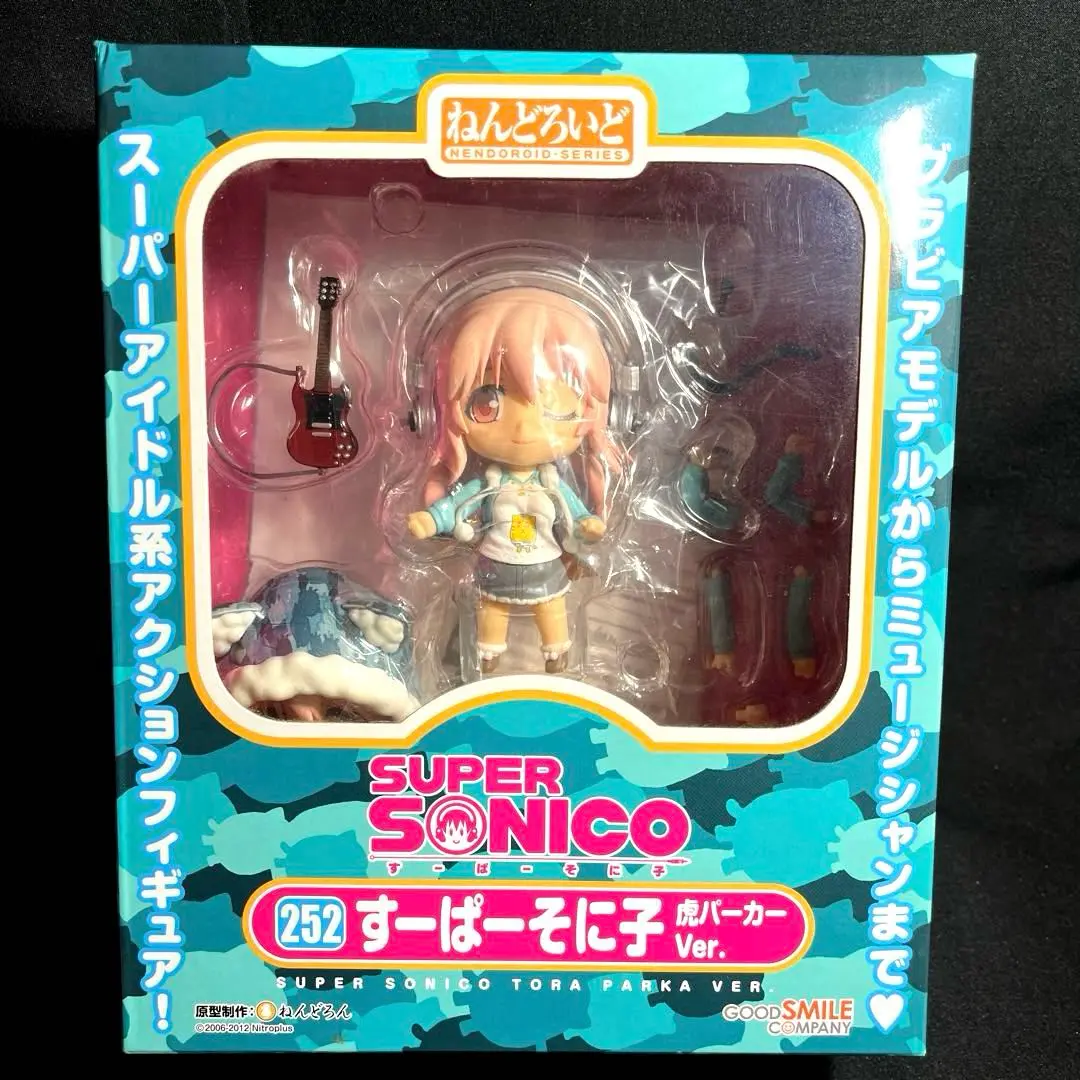 ねんどろいど
NENDOROID·SERIES
スーパーアイドル系アクションフィギュア!
グラビアモデルからミュージシャンまで♥
SUPER
SONICO
すーぱーそに子
252 すーぱーそに子 虎パーカー
Ver.
SUPER SONICO TORA PARKA VER.
原型制作:ねんどろん
©2006-2012 Nitroplus
GOOD SMILE
COMPANY